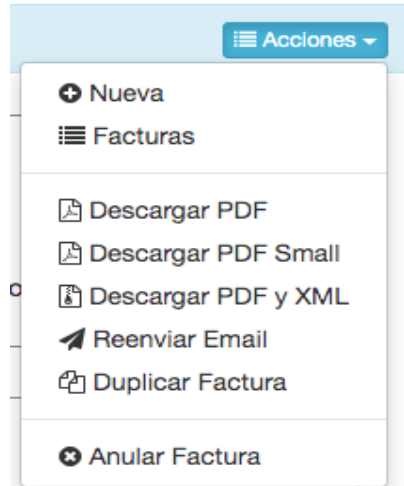 Acciones
Nueva
Facturas
Descargar PDF
Descargar PDF Small
o
Descargar PDF y XML
Reenviar Email
Duplicar Factura
Anular Factura